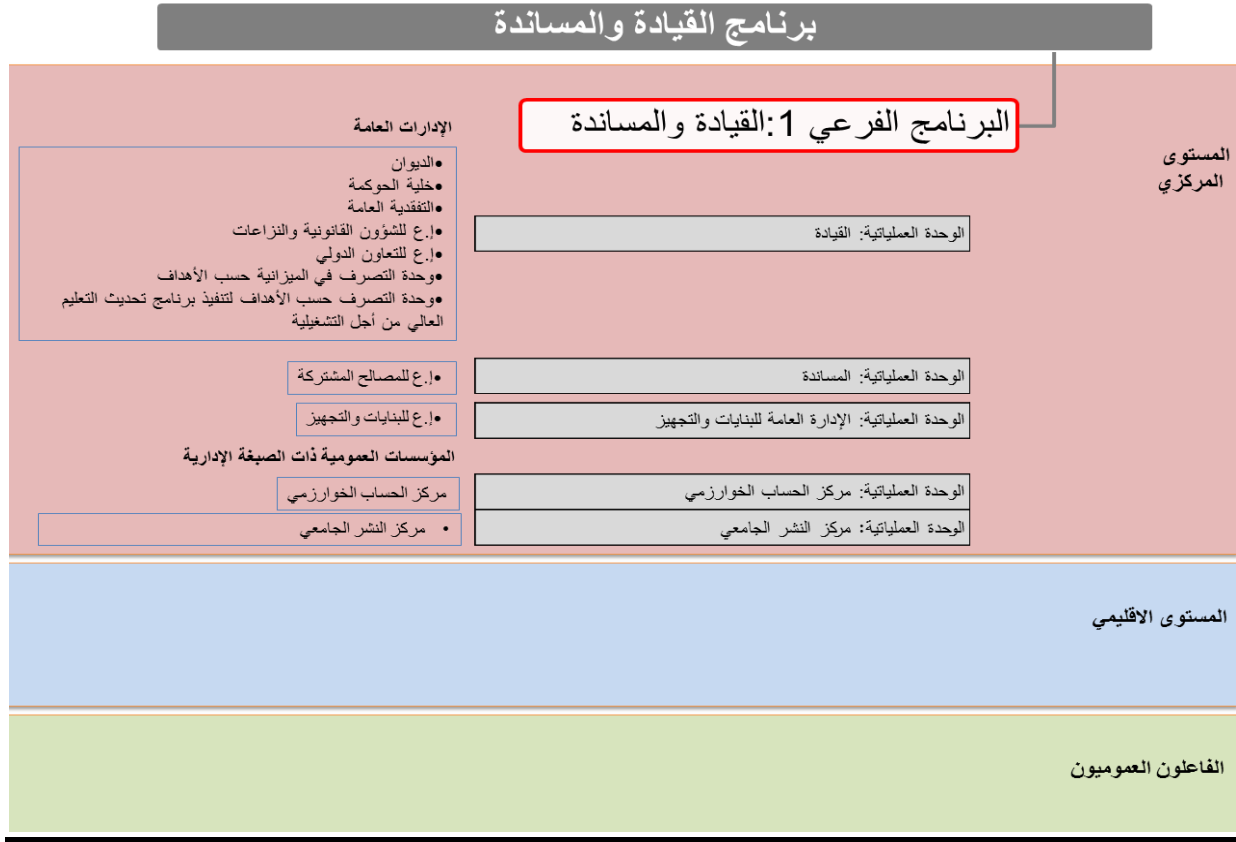 برنامج القيادة والمساندة
البرنامج الفرعي 1:القيادة والمساندة
المستوى
المركزي
الإدارات العامة
•الديوان
•خلية الحوكمة
•التفقدية العامة
•إ.ع للشؤون القانونية والنزاعات
•إ.ع للتعاون الدولي
•وحدة التصرف في الميزانية حسب الأهداف
•وحدة التصرف حسب الأهداف لتنفيذ برنامج تحديث التعليم
العالي من أجل التشغيلية
الوحدة العملياتية: القيادة
الوحدة العملياتية: المساندة
•إ.ع للمصالح المشتركة
الوحدة العملياتية: الإدارة العامة للبنايات والتجهيز
•إ.ع للبنايات والتجهيز
المؤسسات العمومية ذات الصبغة الإدارية
الوحدة العملياتية: مركز الحساب الخوارزمي
مركز الحساب الخوارزمي
الوحدة العملياتية: مركز النشر الجامعي
• مركز النشر الجامعي
المستوى الاقليمي
الفاعلون العموميون